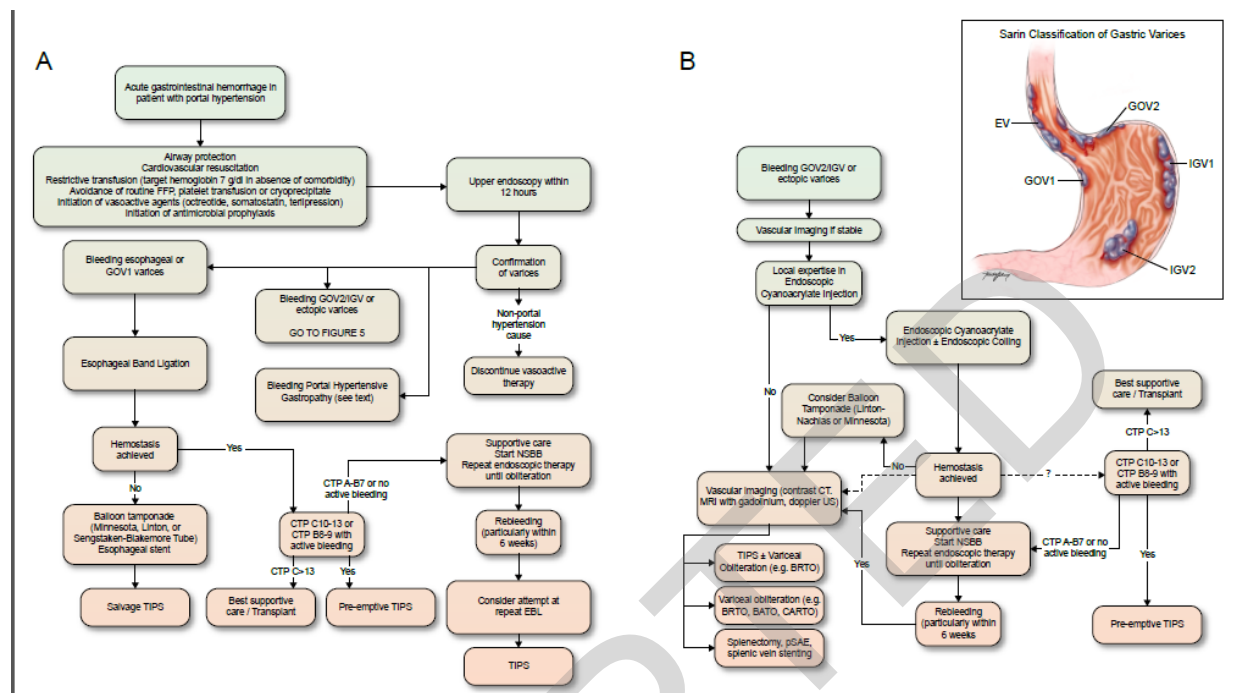 A
Acute gastrointestinal hemorrhage in
patient with portal hypertension
Airway protection
Cardiovascular resuscitation
Restrictive transfusion (target hemoglobin 7 g/dl in absence of comorbidity)
Avoidance of routine FFP, platelet transfusion or cryoprecipitate
Initiation of vasoactive agents (octreotide, somatostatin, terlipression)
Initiation of antimicrobial prophylaxis
Upper endoscopy within
12 hours
Bleeding esophageal or
GOV1 varices
Confirmation
of varices
Bleeding GOV2/IGV or
ectopic varices
GO TO FIGURE 5
Non-portal
hypertension
cause
Esophageal Band Ligation
Discontinue vasoactive
therapy
Bleeding Portal Hypertensive
Gastropathy (see text)
Hemostasis
achieved
Yes
No
Supportive care
Start NSBB
Repeat endoscopic therapy
until obliteration
CTP A-B7 or no
active bleeding
Balloon tamponade
(Minnesota, Linton, or
Sengstaken-Blakemore Tube)
Esophageal stent
CTP C10-13 or
CTP B8-9 with
active bleeding
Rebleeding
(particularly within
6 weeks)
CTP C>13
Yes
Salvage TIPS
Best supportive
care / Transplant
Pre-emptive TIPS
Consider attempt at
repeat EBL
TIPS
B
Sarin Classification of Gastric Varices
GOV2
EV
IGV1
GOV1
IGV2
Bleeding GOV2/IGV or
ectopic varices
Vascular Imaging if stable
Local expertise in
Endoscopic
Cyanoacrylate Injection
Yes
Endoscopic Cyanoacrylate
Injection ± Endoscopic Coiling
No
Consider Balloon
Tamponade (Linton-
Nachlas or Minnesota)
Best supportive
care / Transplant
CTP C>13
No
Hemostasis
achieved
?
CTP C10-13 or
CTP B8-9 with
active bleeding
Vascular imaging (contrast CT.
MRI with gadolinium, doppler US)
Supportive care
Start NSBB
Repeat endoscopic therapy
until obliteration
CTP A-B7 or no
active bleeding
Yes
Yes
TIPS ± Variceal
Obliteration (e.g. BRTO)
Variceal obliteration (e.g.
BRTO, BATO, CARTO)
Rebleeding
(particularly within
6 weeks
Pre-emptive TIPS
Splenectomy, pSAE,
splenic vein stenting
PTED